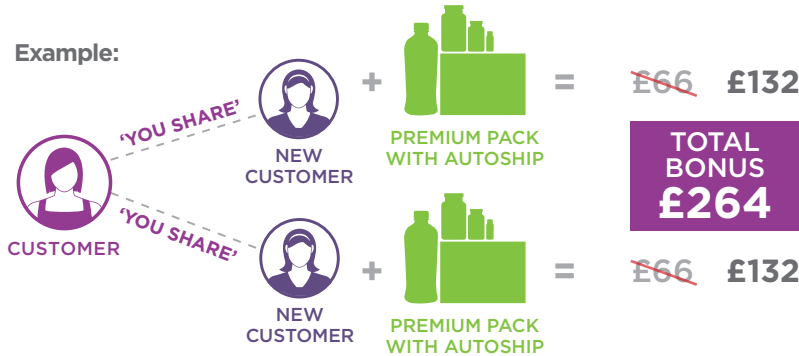 Example:
'YOU SHARE'
NEW
CUSTOMER
+
PREMIUM PACK
WITH AUTOSHIP
=
£66 £132
CUSTOMER
TOTAL
BONUS
£264
'YOU SHARE'
NEW
CUSTOMER
+
PREMIUM PACK
WITH AUTOSHIP
=
£66 £132